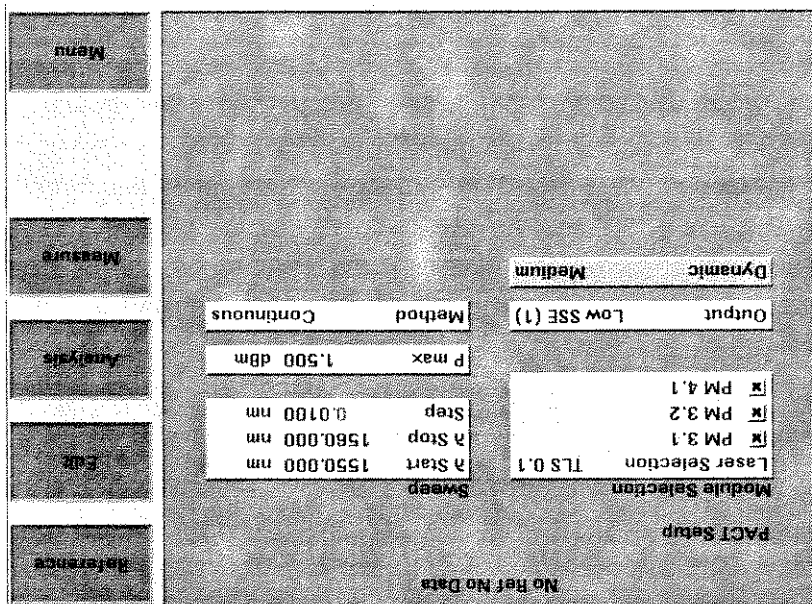 No Ref No Data
PACT Setup
Module Selection
Laser Selection TLS 0.1
PM 3.1
PM 3.2
PM 4.1
Output Low SSE (1)
Dynamic Medium
Sweep
λ Start 1550.000 nm
λ Stop 1560.000 nm
Step 0.0100 nm
P max 1.500 dBm
Method Continuous
Reference
Edit
Analysis
Measure
Menu